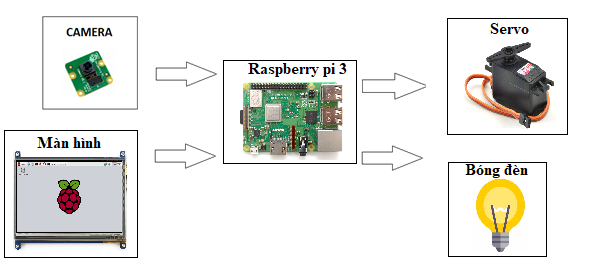 CAMERA
Servo
Raspberry pi 3
Màn hình
Bóng đèn